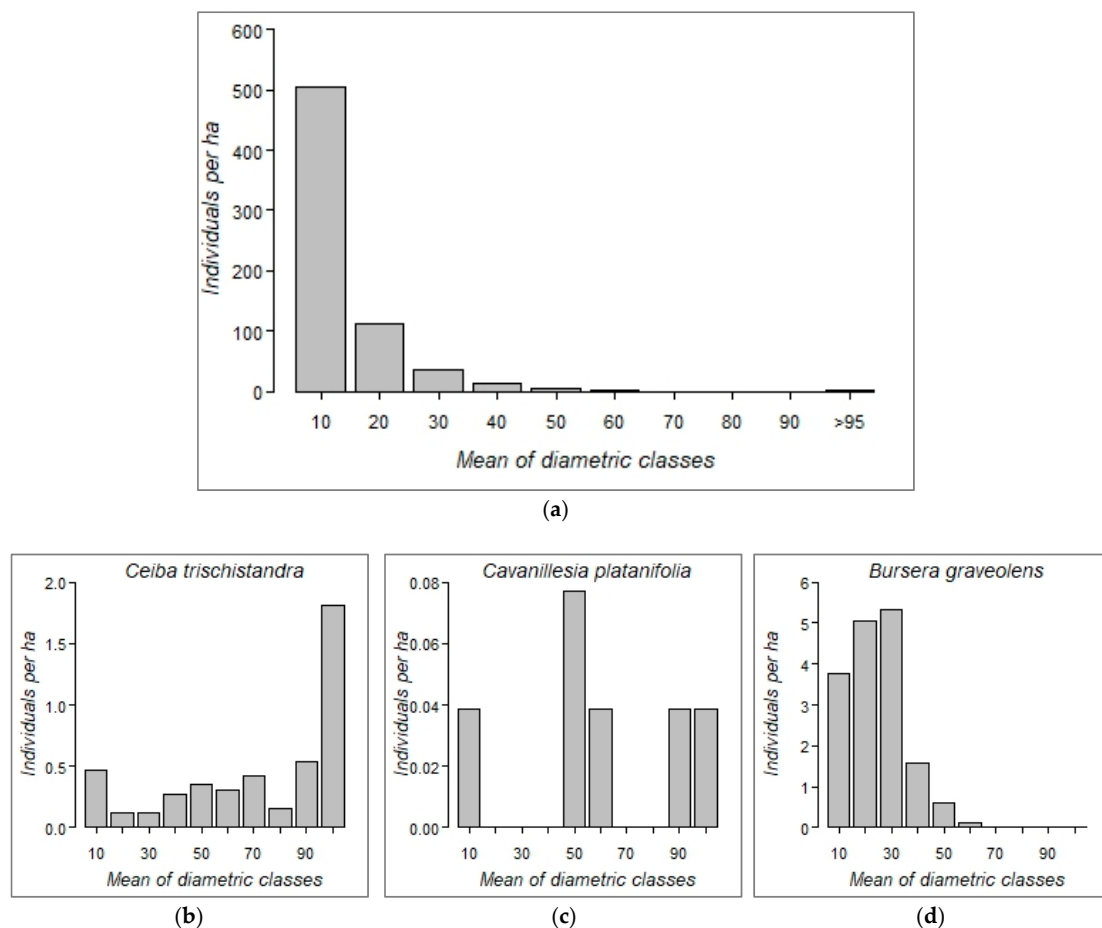 600
500
400
300
200
100
0
Individuals per ha
10 20 30 40 50 60 70 80 90 >95
Mean of diametric classes
(a)
Ceiba trischistandra
2.0
1.5
1.0
0.5
0.0
Individuals per ha
10 30 50 70 90
Mean of diametric classes
(b)
Cavanillesia platanifolia
0.08
0.06
0.04
0.02
0.00
Individuals per ha
10 50 90
Mean of diametric classes
(c)
Bursera graveolens
6
5
4
3
2
1
0
Individuals per ha
10 30 50 70 90
Mean of diametric classes
(d)